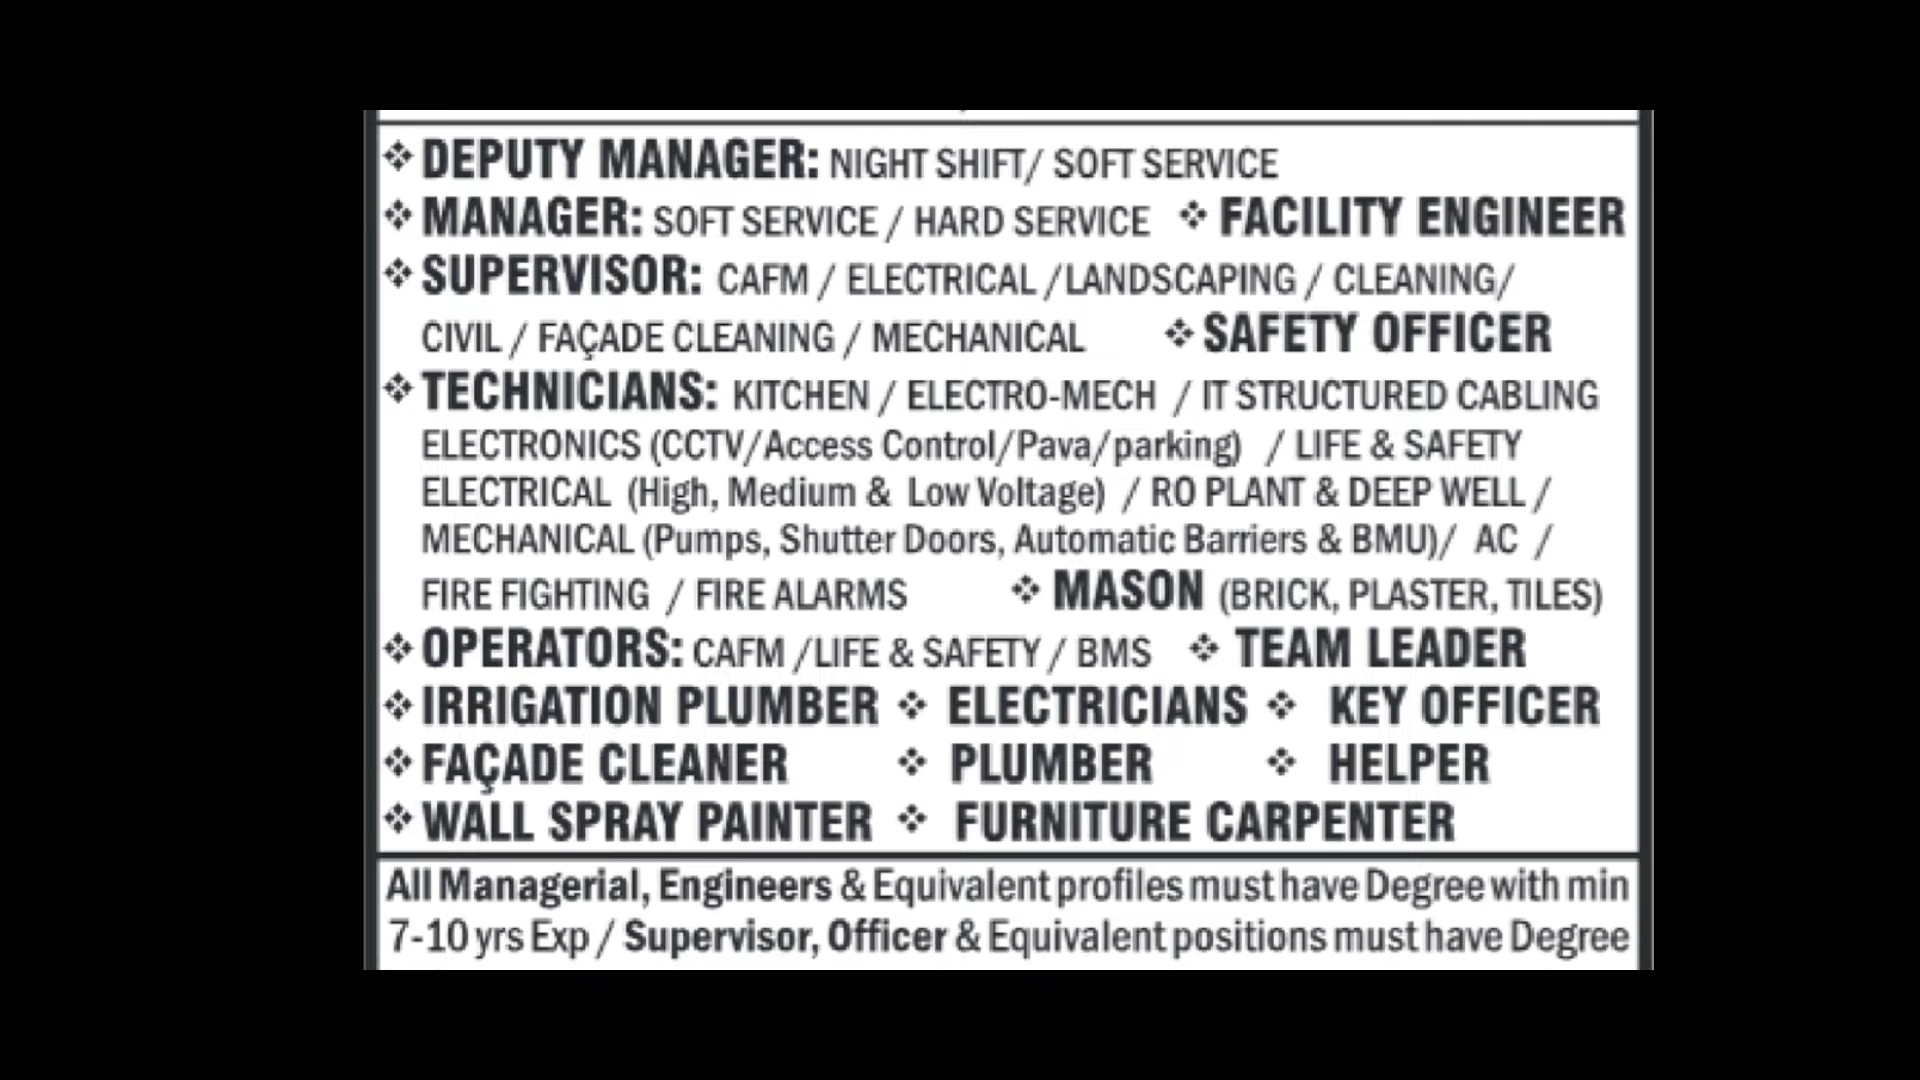 ❖ DEPUTY MANAGER: NIGHT SHIFT/ SOFT SERVICE
❖ MANAGER: SOFT SERVICE / HARD SERVICE ❖ FACILITY ENGINEER
❖ SUPERVISOR: CAFM / ELECTRICAL /LANDSCAPING / CLEANING/
CIVIL / FAÇADE CLEANING / MECHANICAL ❖ SAFETY OFFICER
❖ TECHNICIANS: KITCHEN / ELECTRO-MECH / IT STRUCTURED CABLING
ELECTRONICS (CCTV/Access Control/Pava/parking) / LIFE & SAFETY
ELECTRICAL (High, Medium & Low Voltage) / RO PLANT & DEEP WELL /
MECHANICAL (Pumps, Shutter Doors, Automatic Barriers & BMU)/ AC /
FIRE FIGHTING / FIRE ALARMS ❖ MASON (BRICK, PLASTER, TILES)
❖ OPERATORS: CAFM /LIFE & SAFETY / BMS ❖ TEAM LEADER
❖ IRRIGATION PLUMBER ❖ ELECTRICIANS ❖ KEY OFFICER
❖ FAÇADE CLEANER ❖ PLUMBER ❖ HELPER
❖ WALL SPRAY PAINTER ❖ FURNITURE CARPENTER
All Managerial, Engineers & Equivalent profiles must have Degree with min
7-10 yrs Exp / Supervisor, Officer & Equivalent positions must have Degree